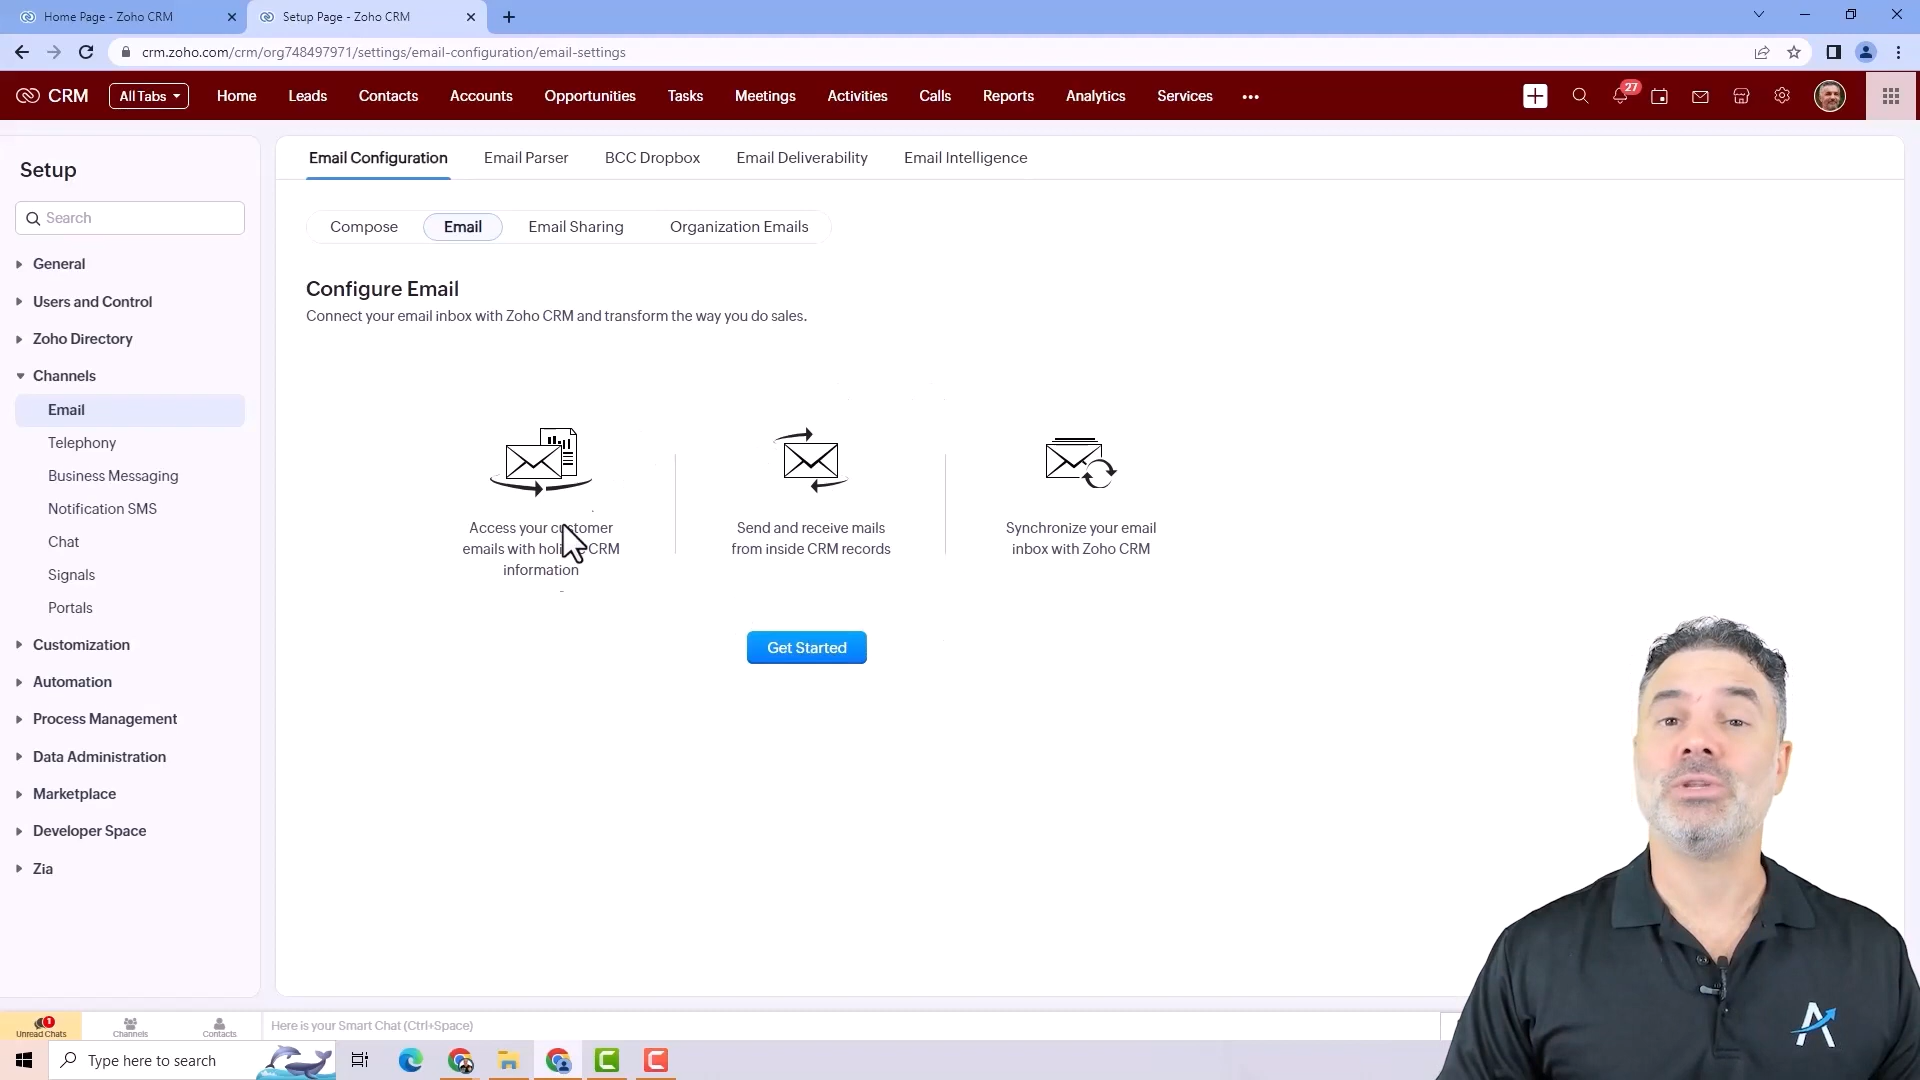 Home Page - Zoho CRM
Setup Page - Zoho CRM
crm.zoho.com/crm/org748497971/settings/email-configuration/email-settings
CRM
All Tabs
Home
Leads
Contacts
Accounts
Opportunities
Tasks
Meetings
Activities
Calls
Reports
Analytics
Services
27
Setup
Search
General
Users and Control
Zoho Directory
Channels
Email
Telephony
Business Messaging
Notification SMS
Chat
Signals
Portals
Customization
Automation
Process Management
Data Administration
Marketplace
Developer Space
Zia
Email Configuration
Email Parser
BCC Dropbox
Email Deliverability
Email Intelligence
Compose
Email
Email Sharing
Organization Emails
Configure Email
Connect your email inbox with Zoho CRM and transform the way you do sales.
Access your customer
emails with CRM
information
Send and receive mails
from inside CRM records
Synchronize your email
inbox with Zoho CRM
Get Started
1
Unread Chats
Channels
Contacts
Here is your Smart Chat (Ctrl+Space)
Type here to search